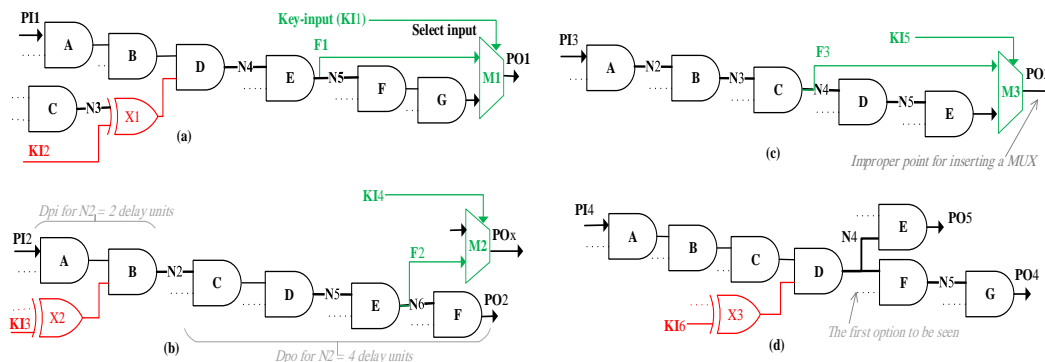 PI1
A
B
C
N3
X1
KI2
D
N4
E
Key-input (KI1)
Select input
F1
N5
F
G
M1
PO1
(a)
PI3
A
N2
B
N3
C
F3
N4
D
N5
E
KI5
M3
(c)
Improper point for inserting a MUX
Dpi for N2 = 2 delay units
PI2
A
B
X2
KI3
N2
C
D
N5
E
F2
KI4
M2
POx
N6
F
PO2
(b)
Dpo for N2 = 4 delay units
PI4
A
B
C
D
X3
KI6
N4
E
PO5
F
N5
G
PO4
The first option to be seen
(d)